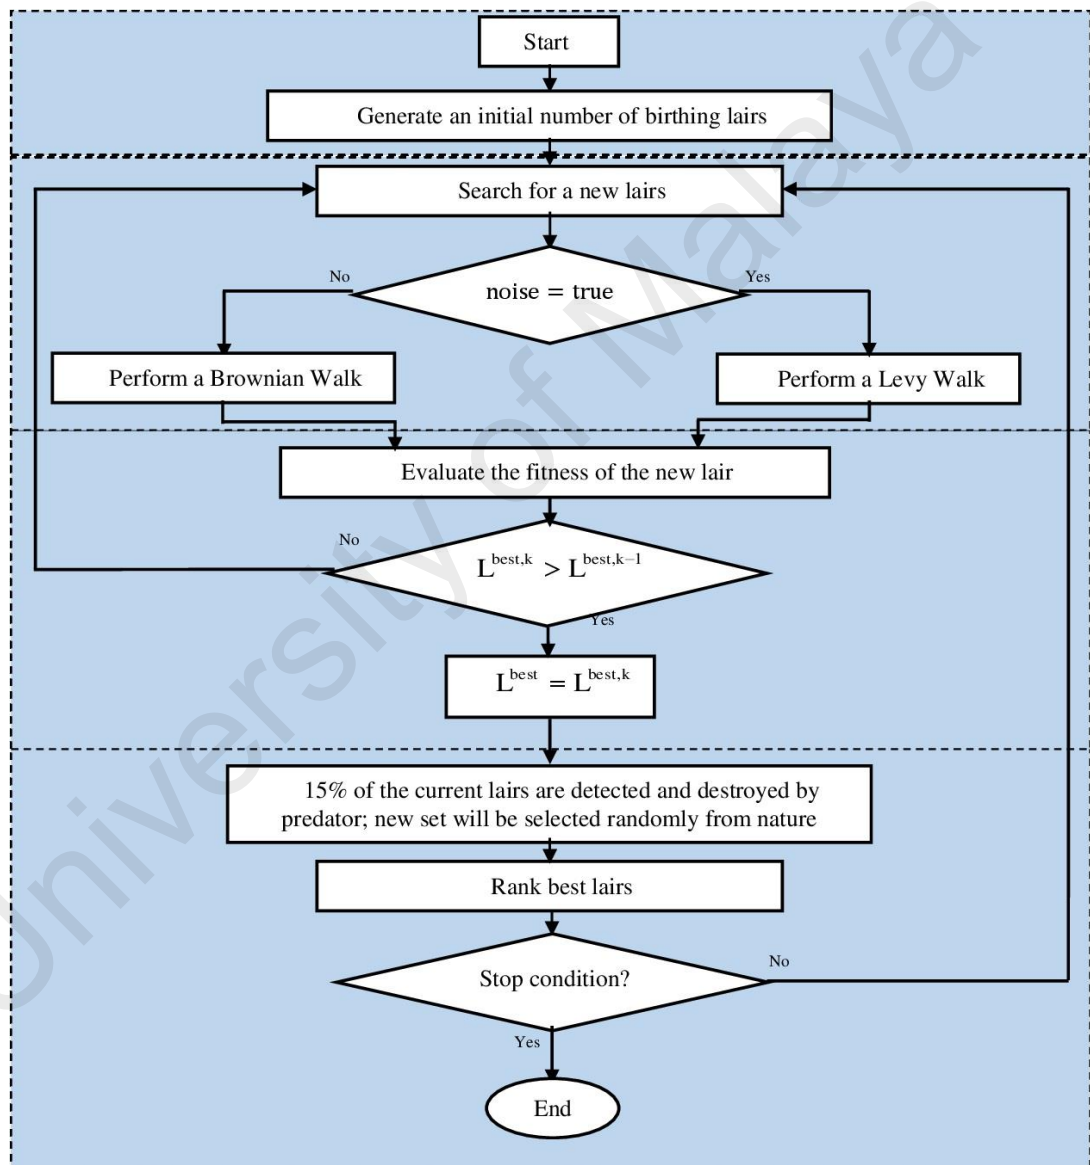 Start
Generate an initial number of birthing lairs
Search for a new lairs
No
Yes
noise = true
Perform a Brownian Walk
Perform a Levy Walk
Evaluate the fitness of the new lair
No
L^best,k > L^best,k−1
Yes
L^best = L^best,k
15% of the current lairs are detected and destroyed by
predator; new set will be selected randomly from nature
Rank best lairs
Stop condition?
No
Yes
End
University of Malaya